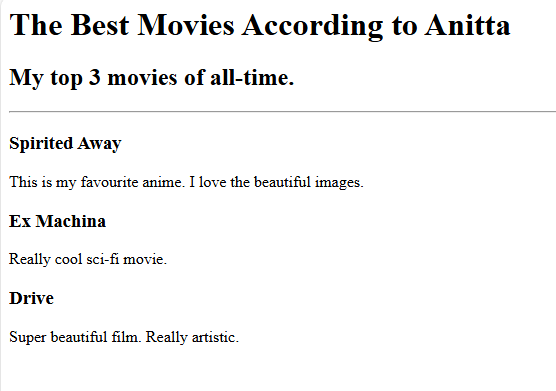 The Best Movies According to Anitta
My top 3 movies of all-time.
Spirited Away
This is my favourite anime. I love the beautiful images.
Ex Machina
Really cool sci-fi movie.
Drive
Super beautiful film. Really artistic.